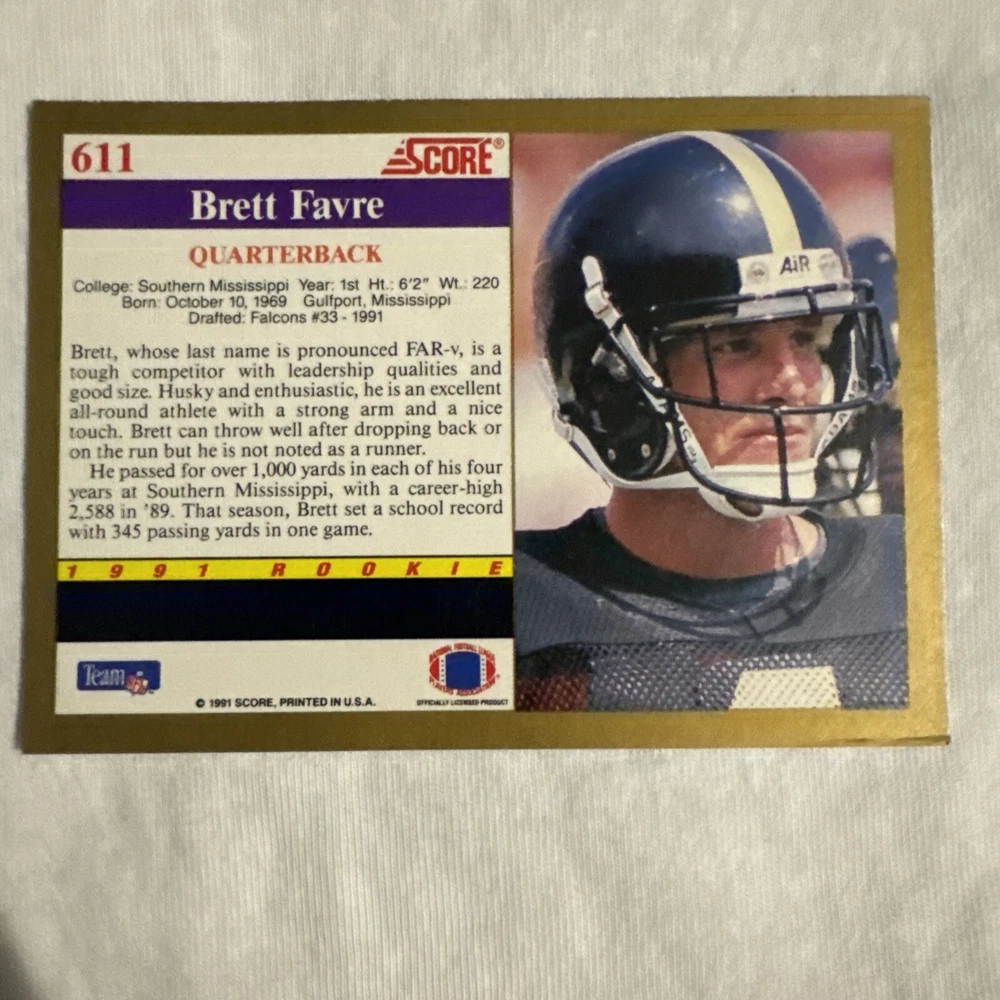 611
SCORE®
Brett Favre
QUARTERBACK
College: Southern Mississippi Year: 1st Ht.: 6'2" Wt.: 220
Born: October 10, 1969 Gulfport, Mississippi
Drafted: Falcons #33 - 1991
Brett, whose last name is pronounced FAR-v, is a
tough competitor with leadership qualities and
good size. Husky and enthusiastic, he is an excellent
all-round athlete with a strong arm and a nice
touch. Brett can throw well after dropping back or
on the run but he is not noted as a runner.
He passed for over 1,000 yards in each of his four
years at Southern Mississippi, with a career-high
2,588 in '89. That season, Brett set a school record
with 345 passing yards in one game.
1991 ROOKIE
Team NFL
NATIONAL FOOTBALL LEAGUE
PLAYERS ASSOCIATION
© 1991 SCORE, PRINTED IN U.S.A.
OFFICIALLY LICENSED PRODUCT
AiR